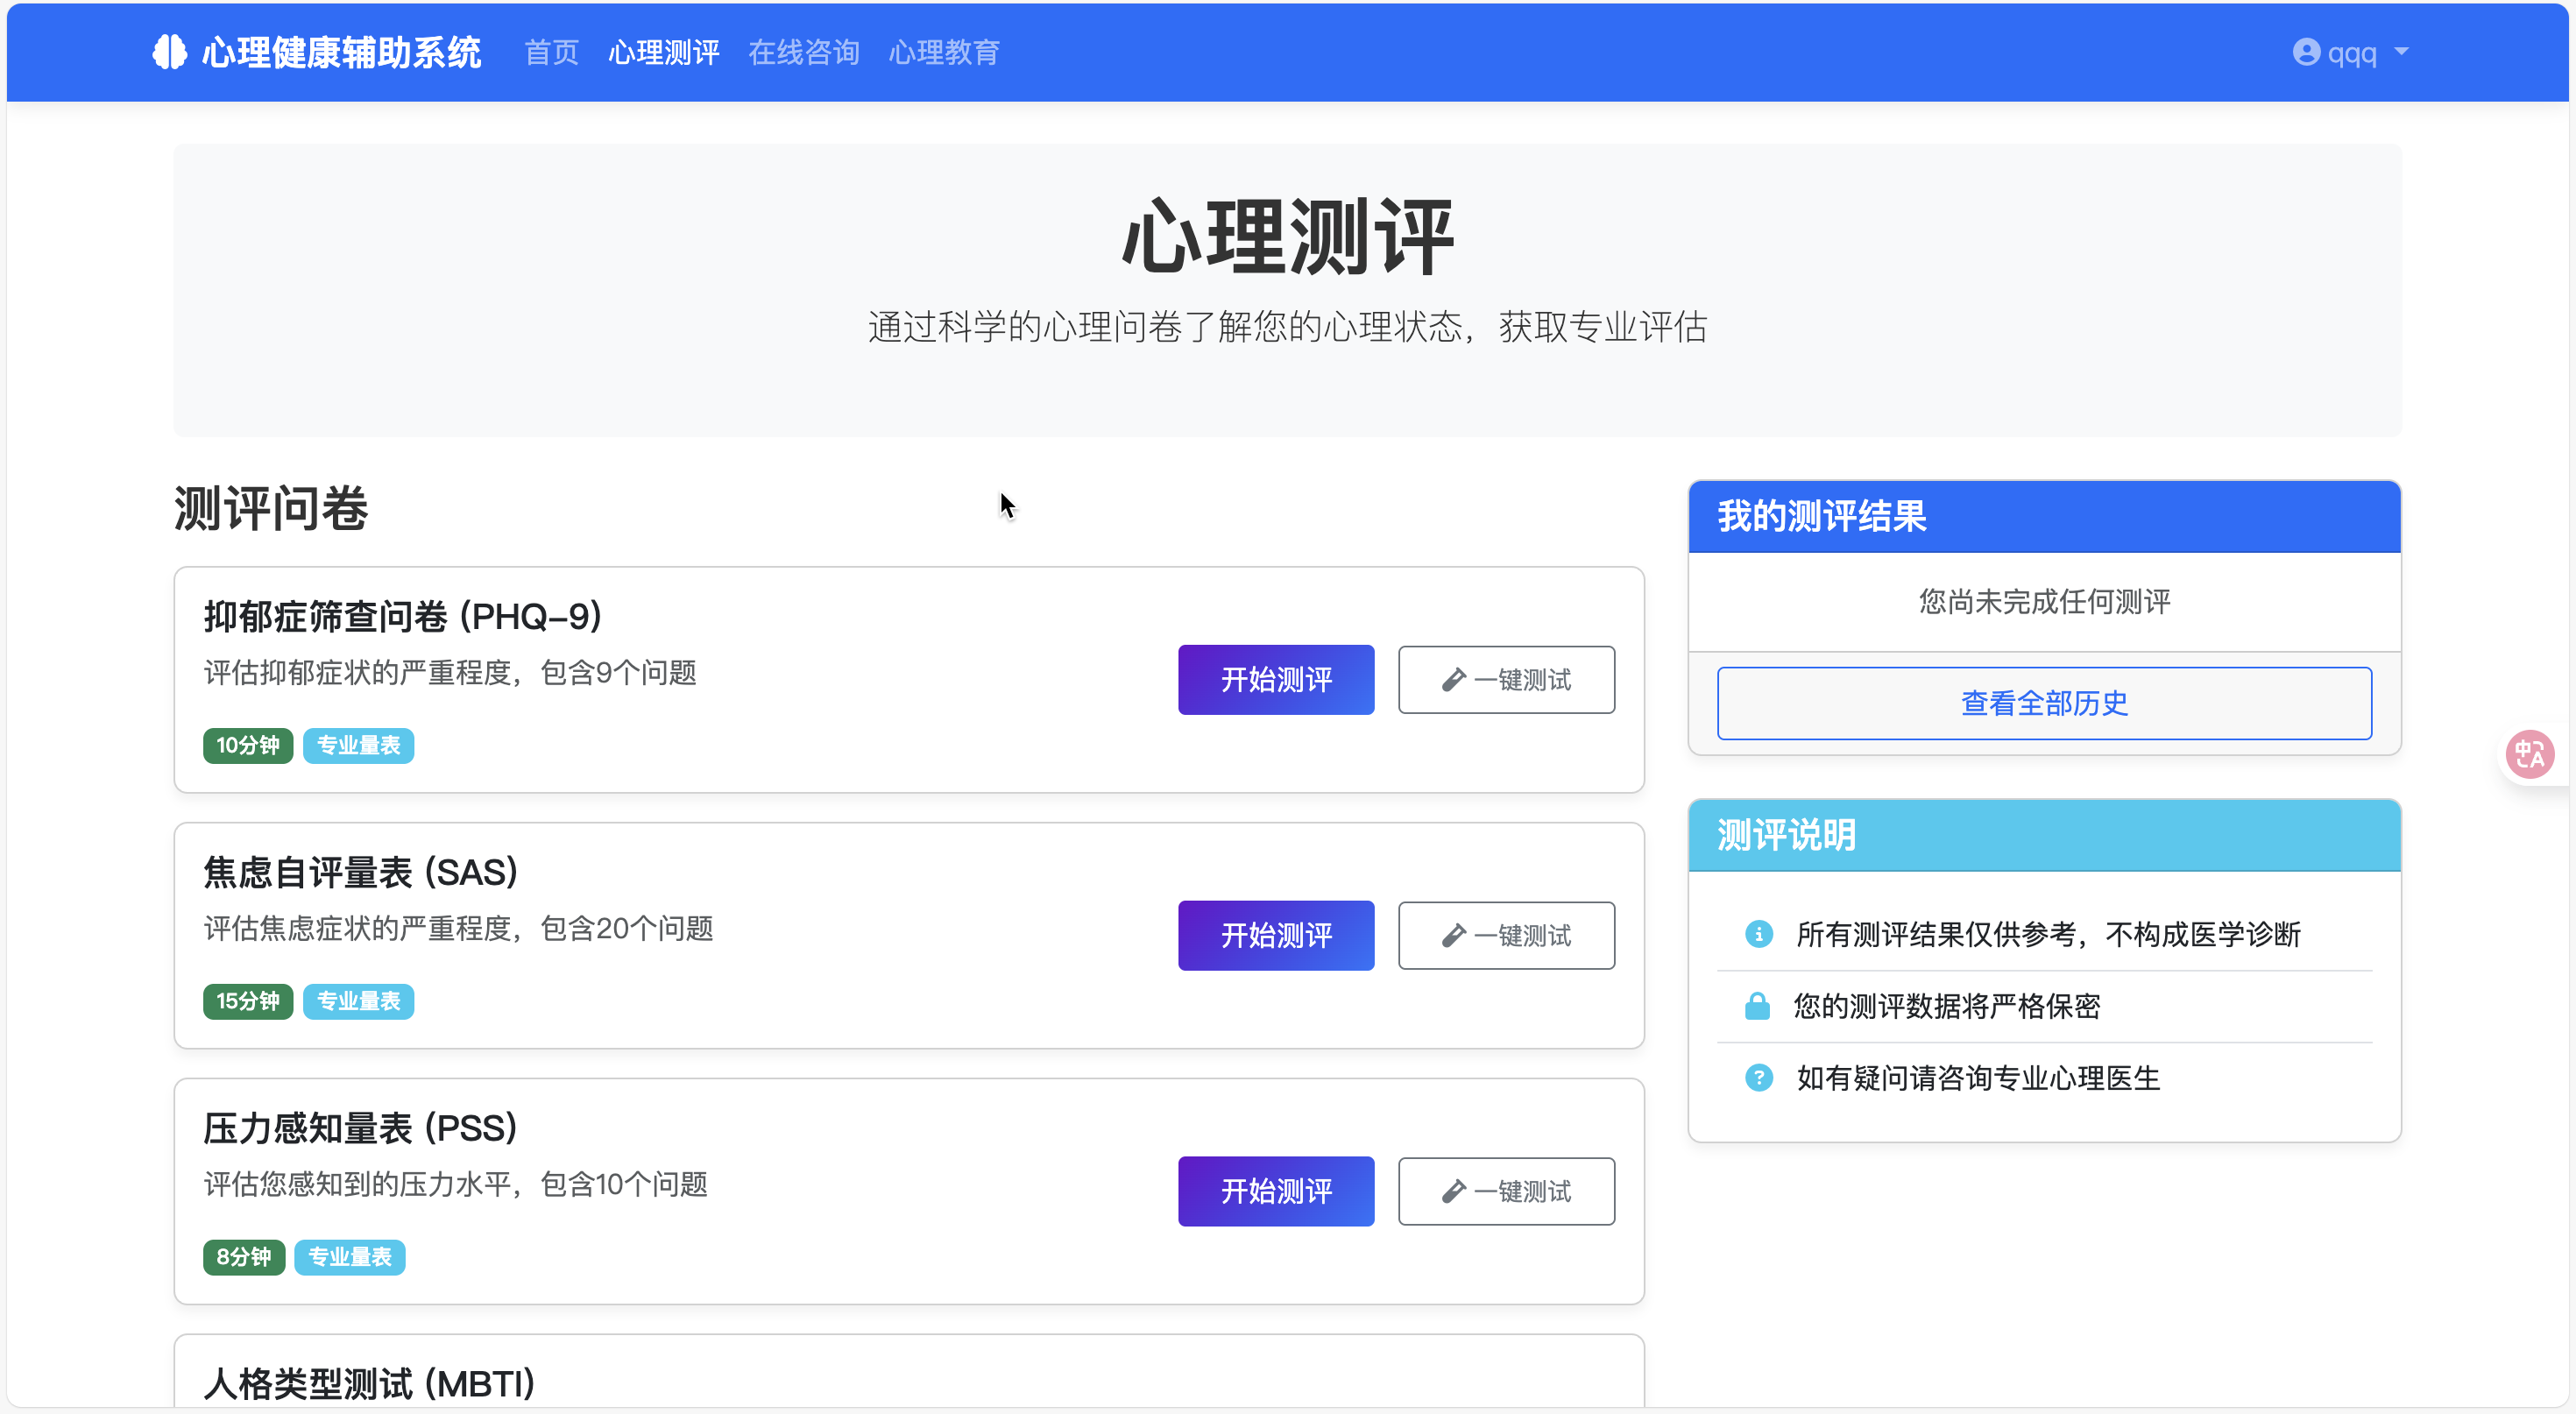 心理健康辅助系统 首页 心理测评 在线咨询 心理教育 qqq
心理测评
通过科学的心理问卷了解您的心理状态，获取专业评估
测评问卷
抑郁症筛查问卷 (PHQ-9)
评估抑郁症状的严重程度，包含9个问题
10分钟 专业量表
开始测评 一键测试
焦虑自评量表 (SAS)
评估焦虑症状的严重程度，包含20个问题
15分钟 专业量表
开始测评 一键测试
压力感知量表 (PSS)
评估您感知到的压力水平，包含10个问题
8分钟 专业量表
开始测评 一键测试
人格类型测试 (MBTI)
我的测评结果
您尚未完成任何测评
查看全部历史
测评说明
所有测评结果仅供参考，不构成医学诊断
您的测评数据将严格保密
如有疑问请咨询专业心理医生
中A